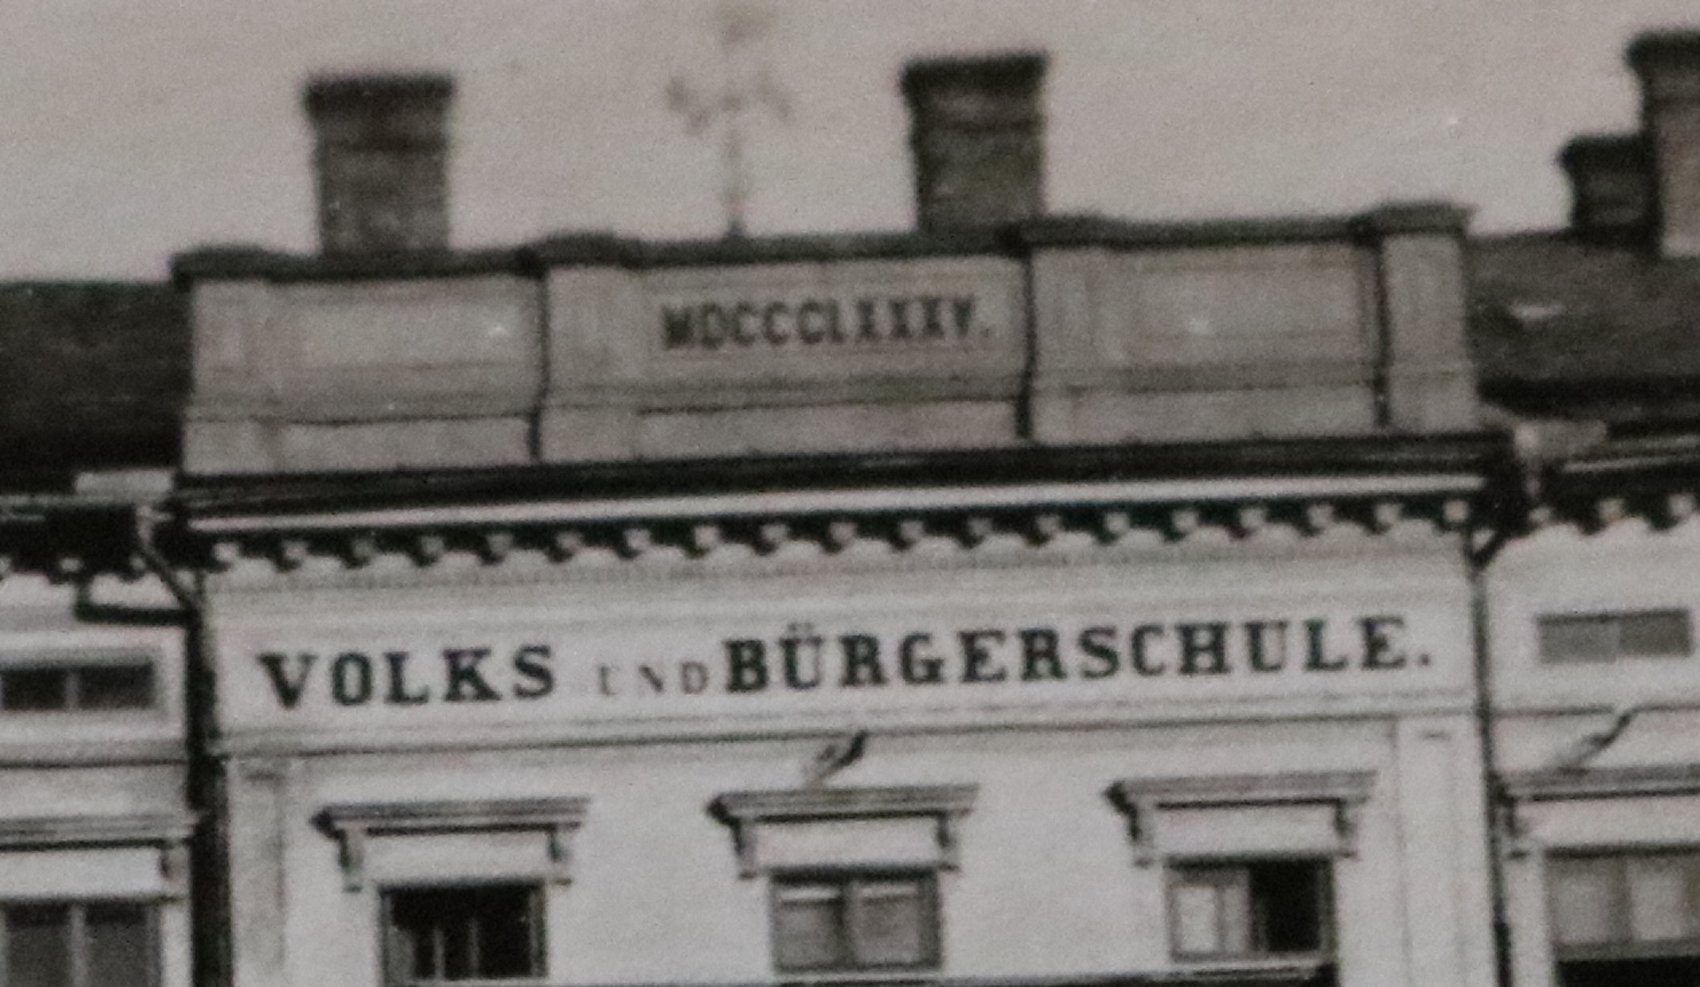 MDCCCLXXXV.
VOLKS UND BÜRGERSCHULE.